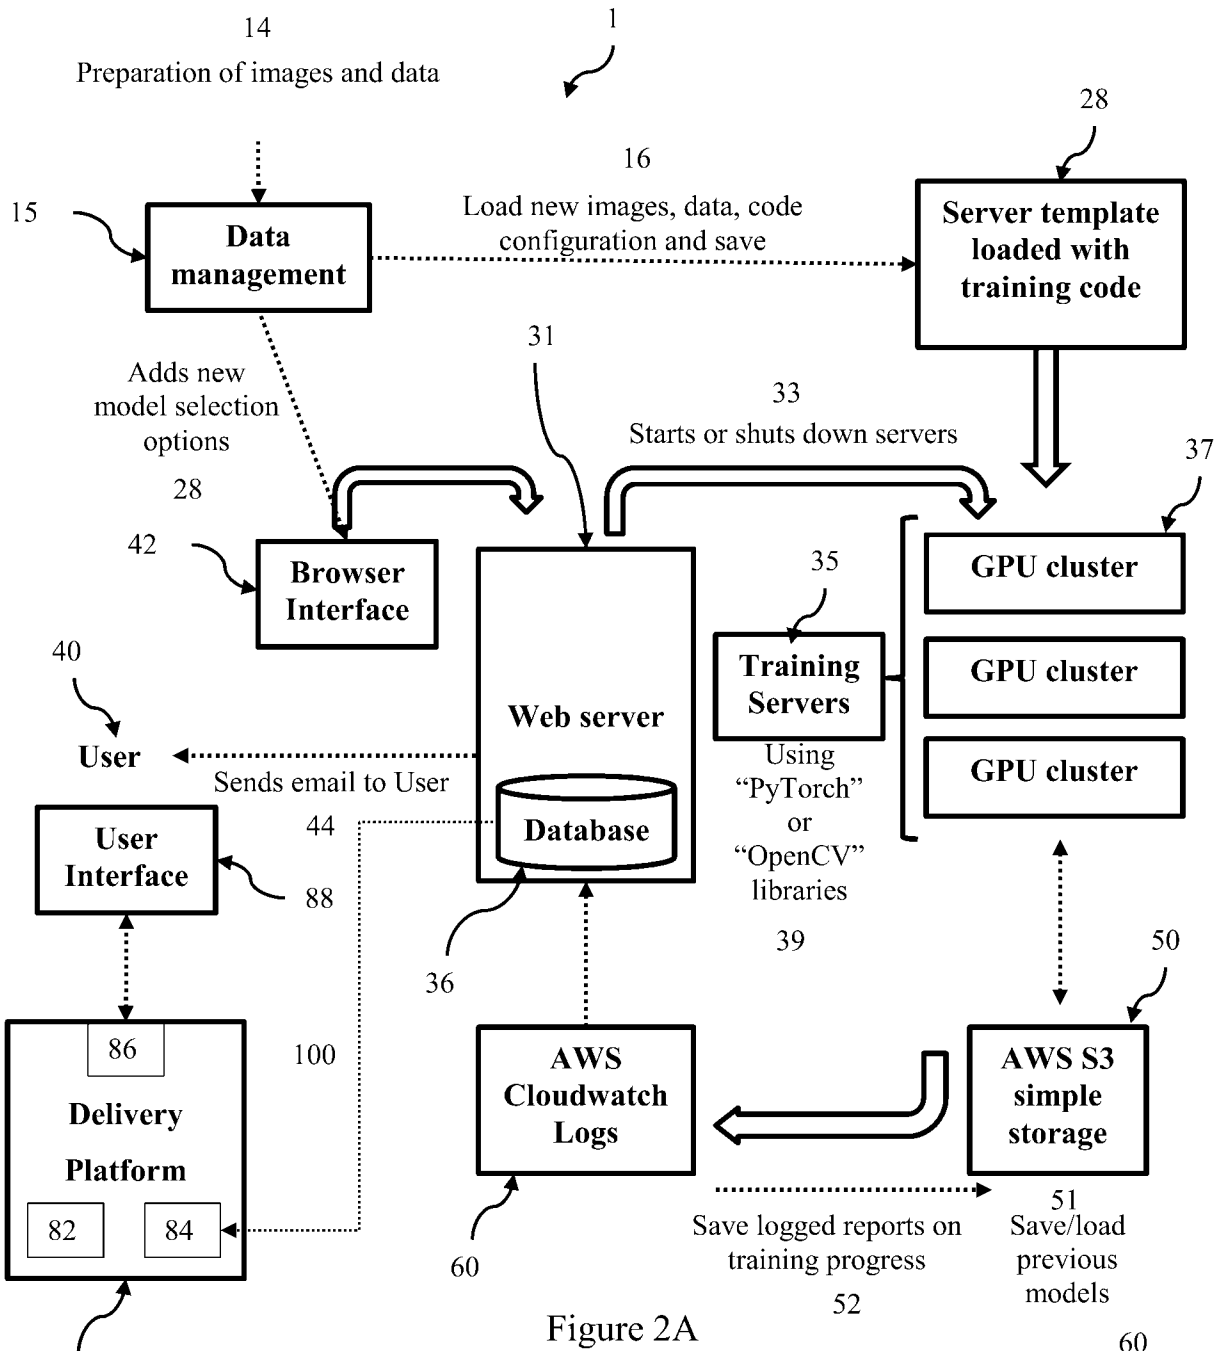 14
Preparation of images and data
1
28
16
15
Load new images, data, code
configuration and save
Data
management
Server template
loaded with
training code
31
Adds new
model selection
options
28
33
Starts or shuts down servers
37
42
Browser
Interface
35
GPU cluster
GPU cluster
GPU cluster
Training
Servers
Using
“PyTorch”
or
“OpenCV”
libraries
39
40
User
Web server
Sends email to User
44
Database
36
User
Interface
88
50
86
Delivery
Platform
82
84
100
AWS
Cloudwatch
Logs
60
AWS S3
simple
storage
51
Save/load
previous
models
60
Save logged reports on
training progress
52
Figure 2A